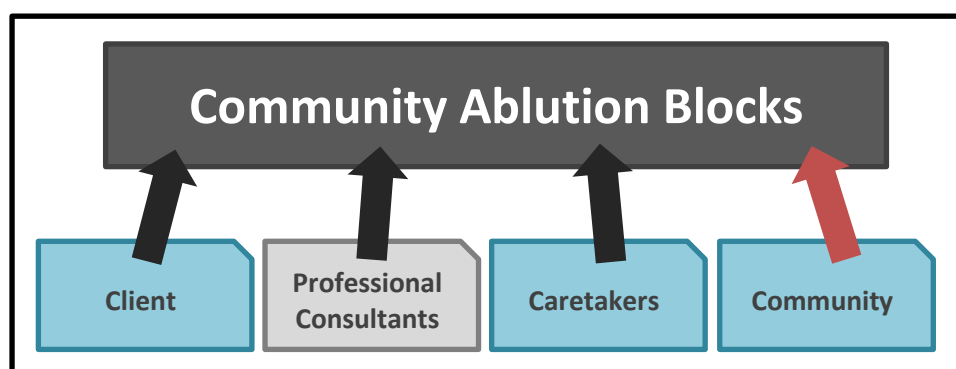 Community Ablution Blocks
Client
Professional
Consultants
Caretakers
Community